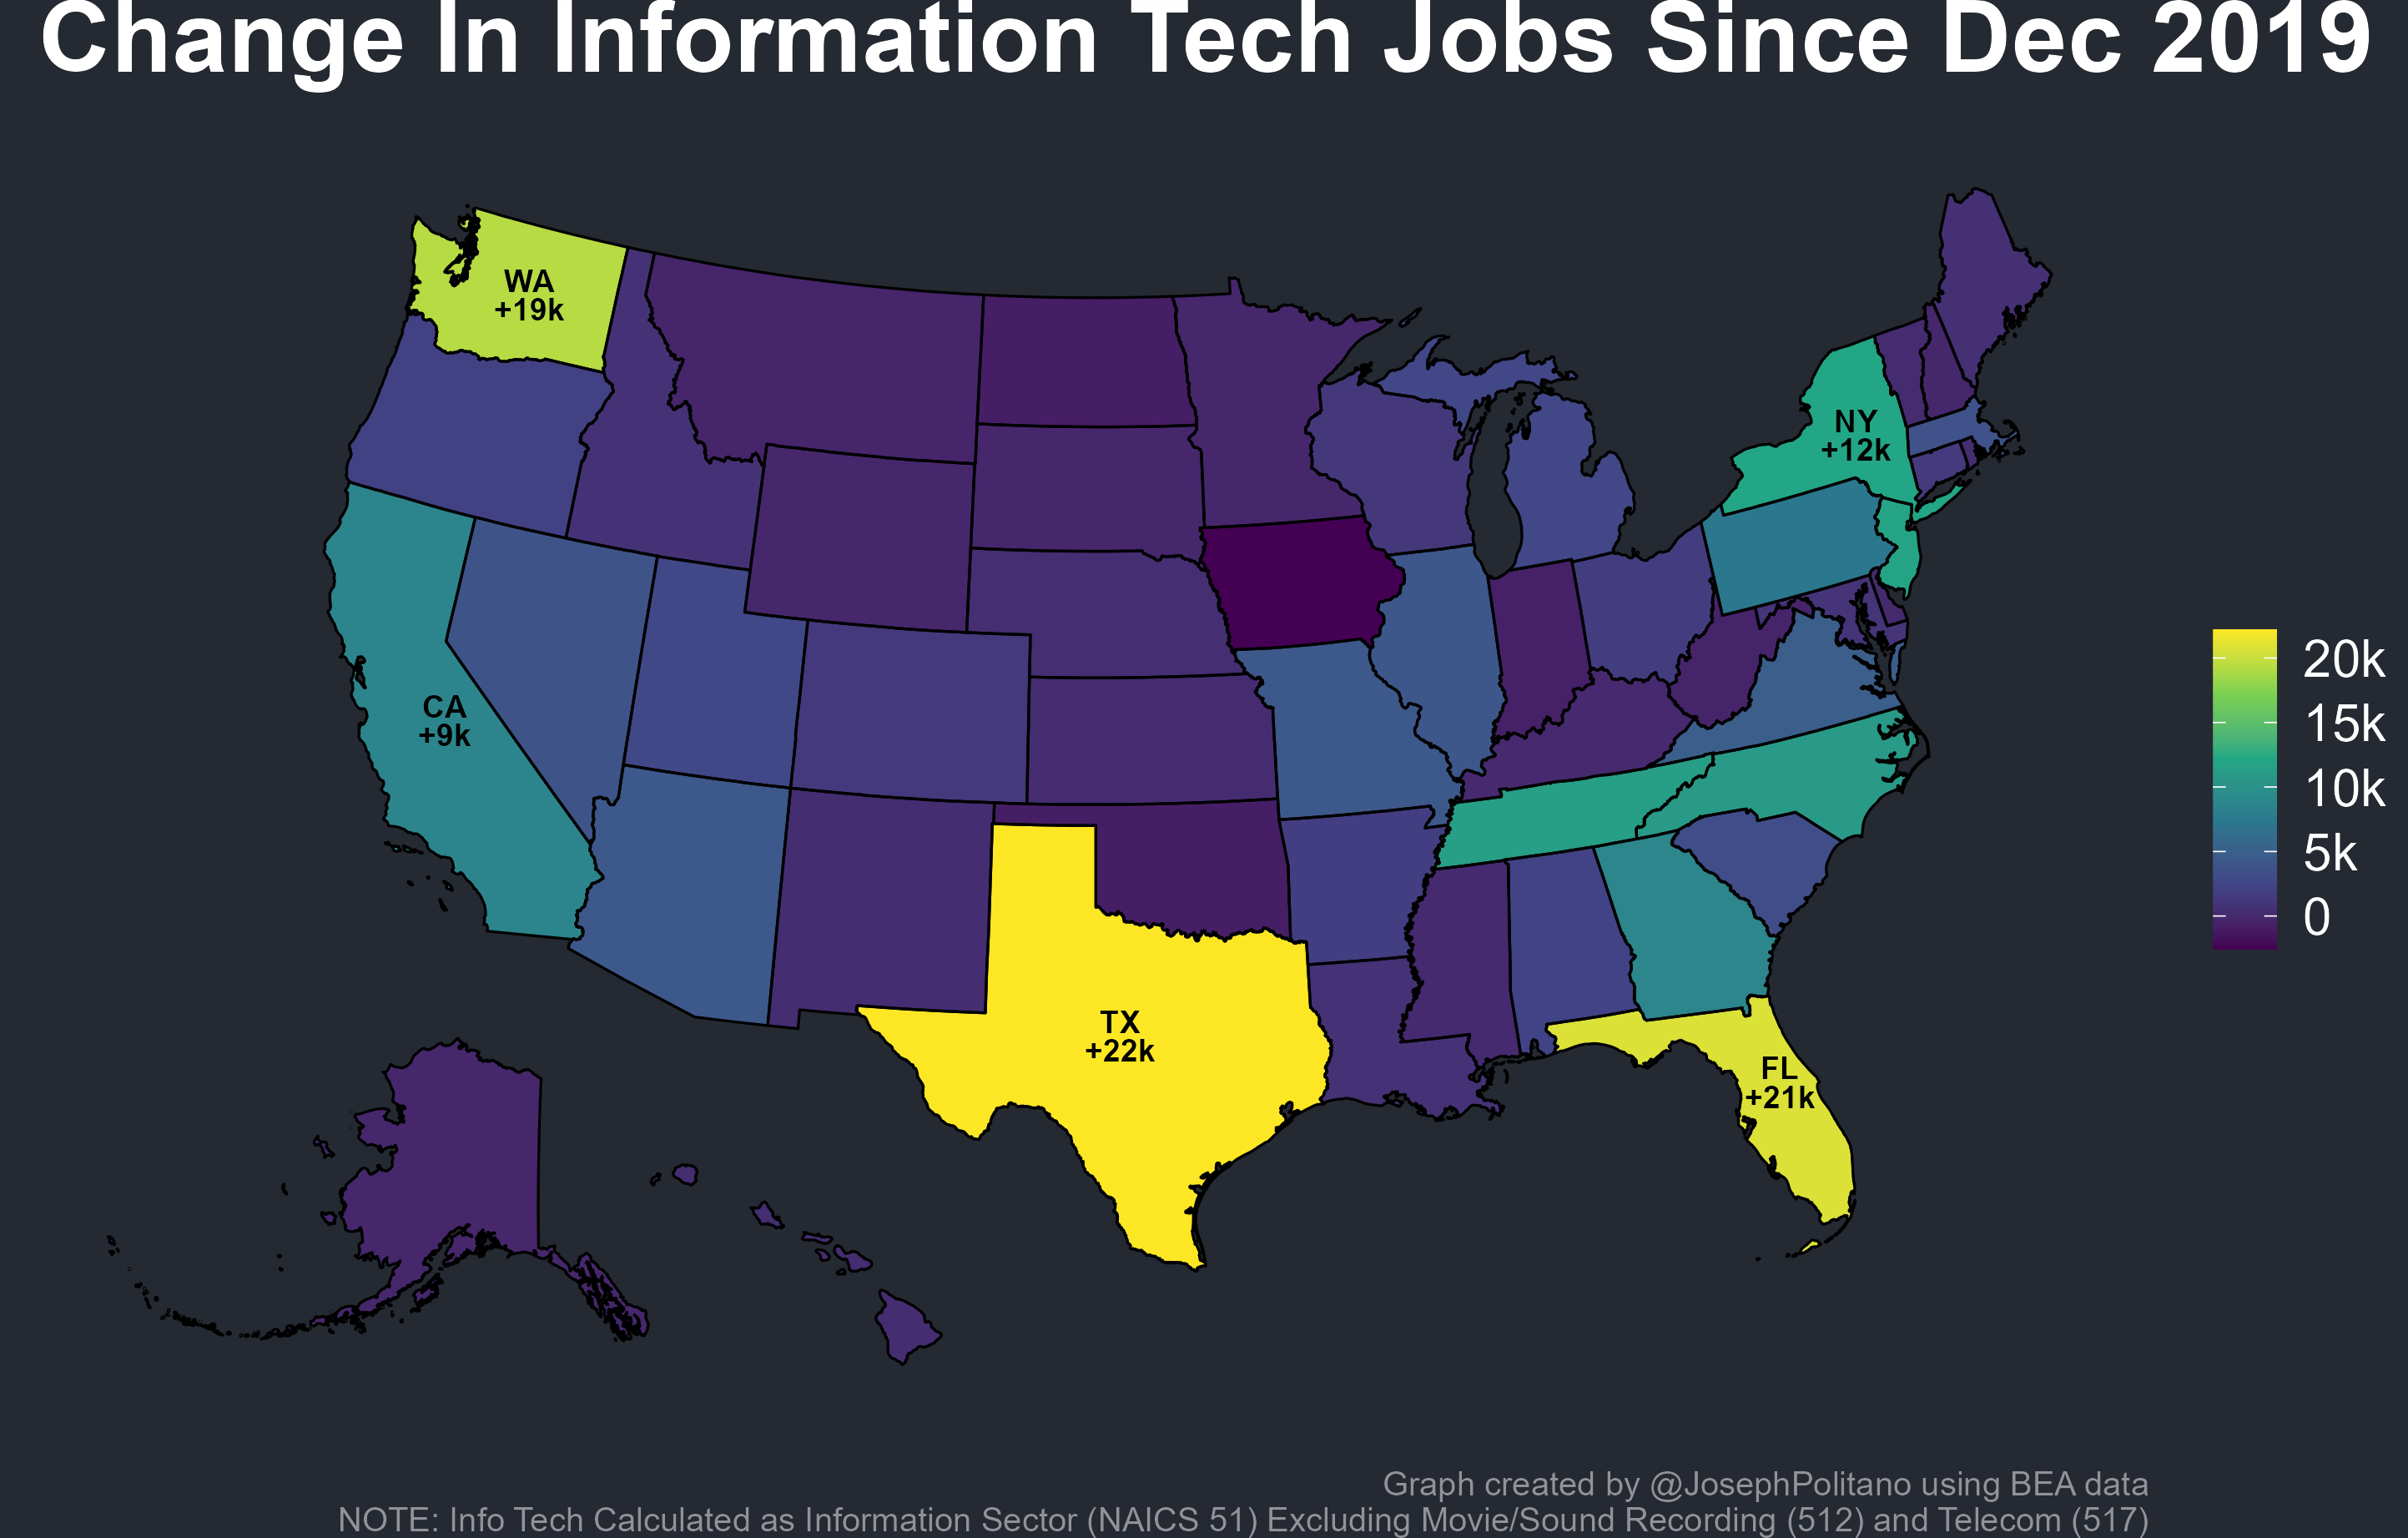 Change In Information Tech Jobs Since Dec 2019
WA
+19k
NY
+12k
CA
+9k
20k
15k
10k
5k
0
TX
+22k
FL
+21k
Graph created by @JosephPolitano using BEA data
NOTE: Info Tech Calculated as Information Sector (NAICS 51) Excluding Movie/Sound Recording (512) and Telecom (517)